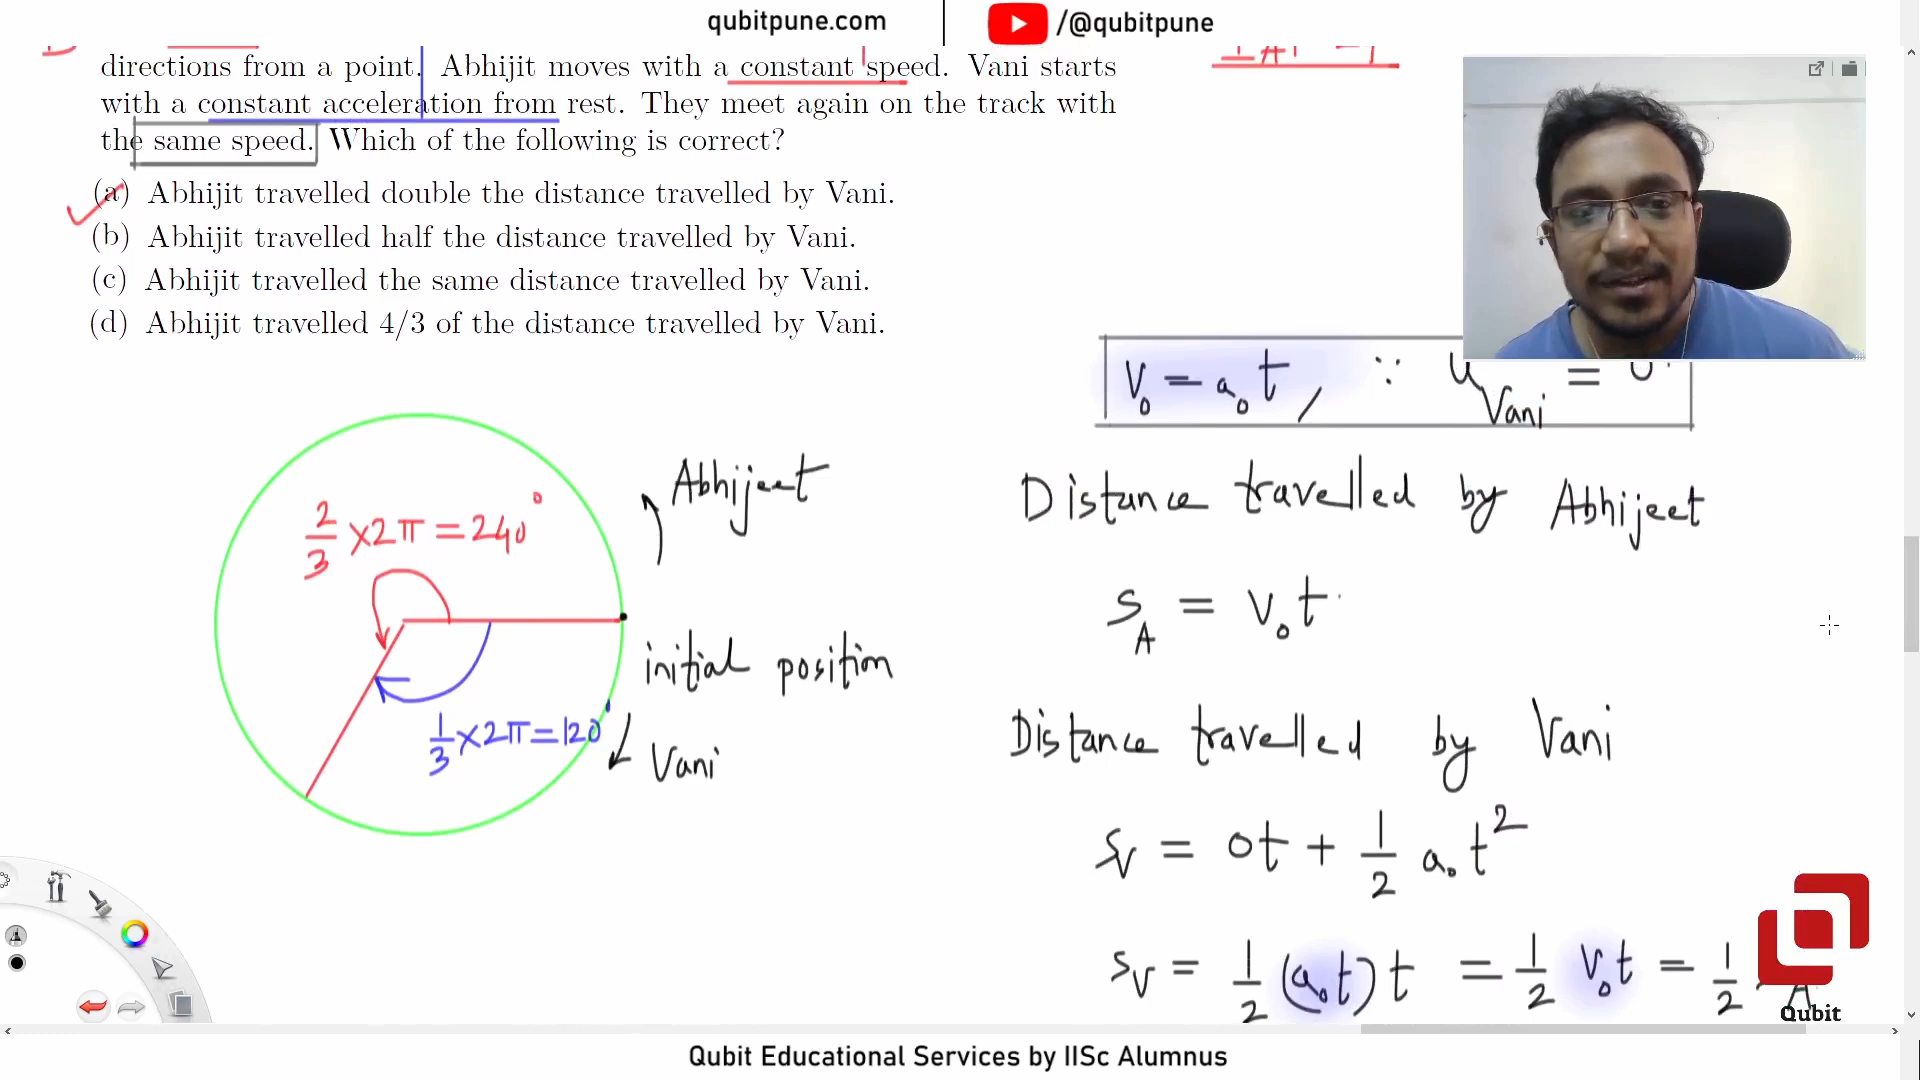 qubitpune.com
/@qubitpune
directions from a point. Abhijit moves with a constant speed. Vani starts
with a constant acceleration from rest. They meet again on the track with
the same speed. Which of the following is correct?
(a) Abhijit travelled double the distance travelled by Vani.
(b) Abhijit travelled half the distance travelled by Vani.
(c) Abhijit travelled the same distance travelled by Vani.
(d) Abhijit travelled 4/3 of the distance travelled by Vani.
v₀ = a₀t, ∵ u_Vani = 0
Abhijeet
Distance travelled by Abhijeet
2/3 × 2π = 240°
s_A = v₀t
initial position
1/3 × 2π = 120°
Vani
Distance travelled by Vani
s_V = 0t + 1/2 a₀t²
s_V = 1/2 (a₀t) t = 1/2 v₀t = 1/2
Qubit
Qubit Educational Services by IISc Alumnus